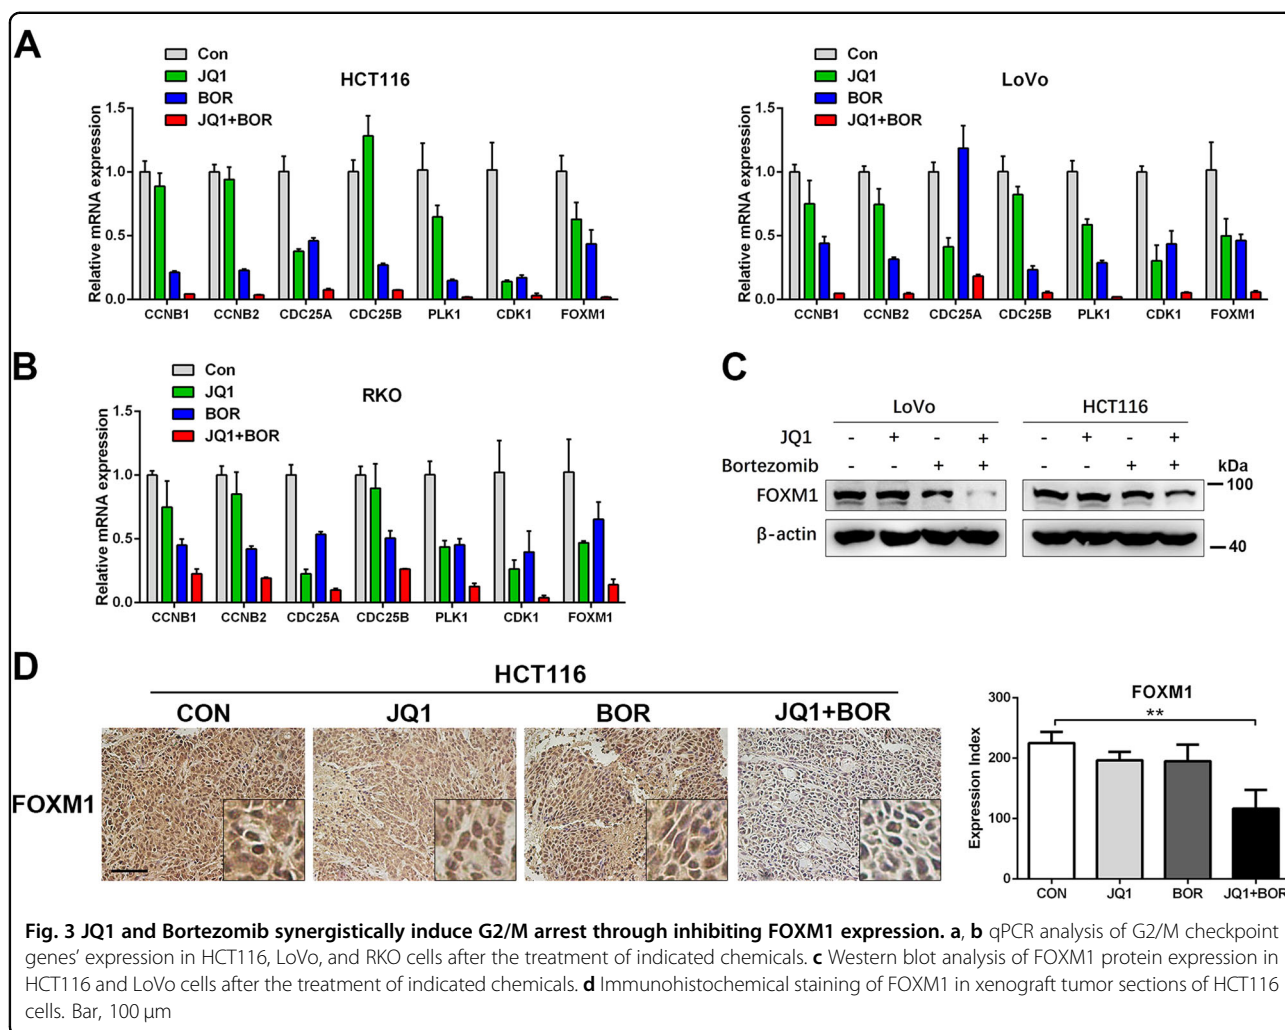 A
Con
JQ1
BOR
JQ1+BOR
HCT116
Relative mRNA expression
1.5
1.0
0.5
0.0
CCNB1 CCNB2 CDC25A CDC25B PLK1 CDK1 FOXM1
Con
JQ1
BOR
JQ1+BOR
LoVo
Relative mRNA expression
1.5
1.0
0.5
0.0
CCNB1 CCNB2 CDC25A CDC25B PLK1 CDK1 FOXM1
B
Con
JQ1
BOR
JQ1+BOR
RKO
Relative mRNA expression
1.5
1.0
0.5
0.0
CCNB1 CCNB2 CDC25A CDC25B PLK1 CDK1 FOXM1
C
LoVo HCT116
JQ1 - + - + - + - +
Bortezomib - - + + - - + + kDa
FOXM1 100
β-actin 40
D
HCT116
CON JQ1 BOR JQ1+BOR
FOXM1
FOXM1
**
Expression Index
300
200
100
0
CON JQ1 BOR JQ1+BOR
Fig. 3 JQ1 and Bortezomib synergistically induce G2/M arrest through inhibiting FOXM1 expression. a, b qPCR analysis of G2/M checkpoint
genes' expression in HCT116, LoVo, and RKO cells after the treatment of indicated chemicals. c Western blot analysis of FOXM1 protein expression in
HCT116 and LoVo cells after the treatment of indicated chemicals. d Immunohistochemical staining of FOXM1 in xenograft tumor sections of HCT116
cells. Bar, 100 μm